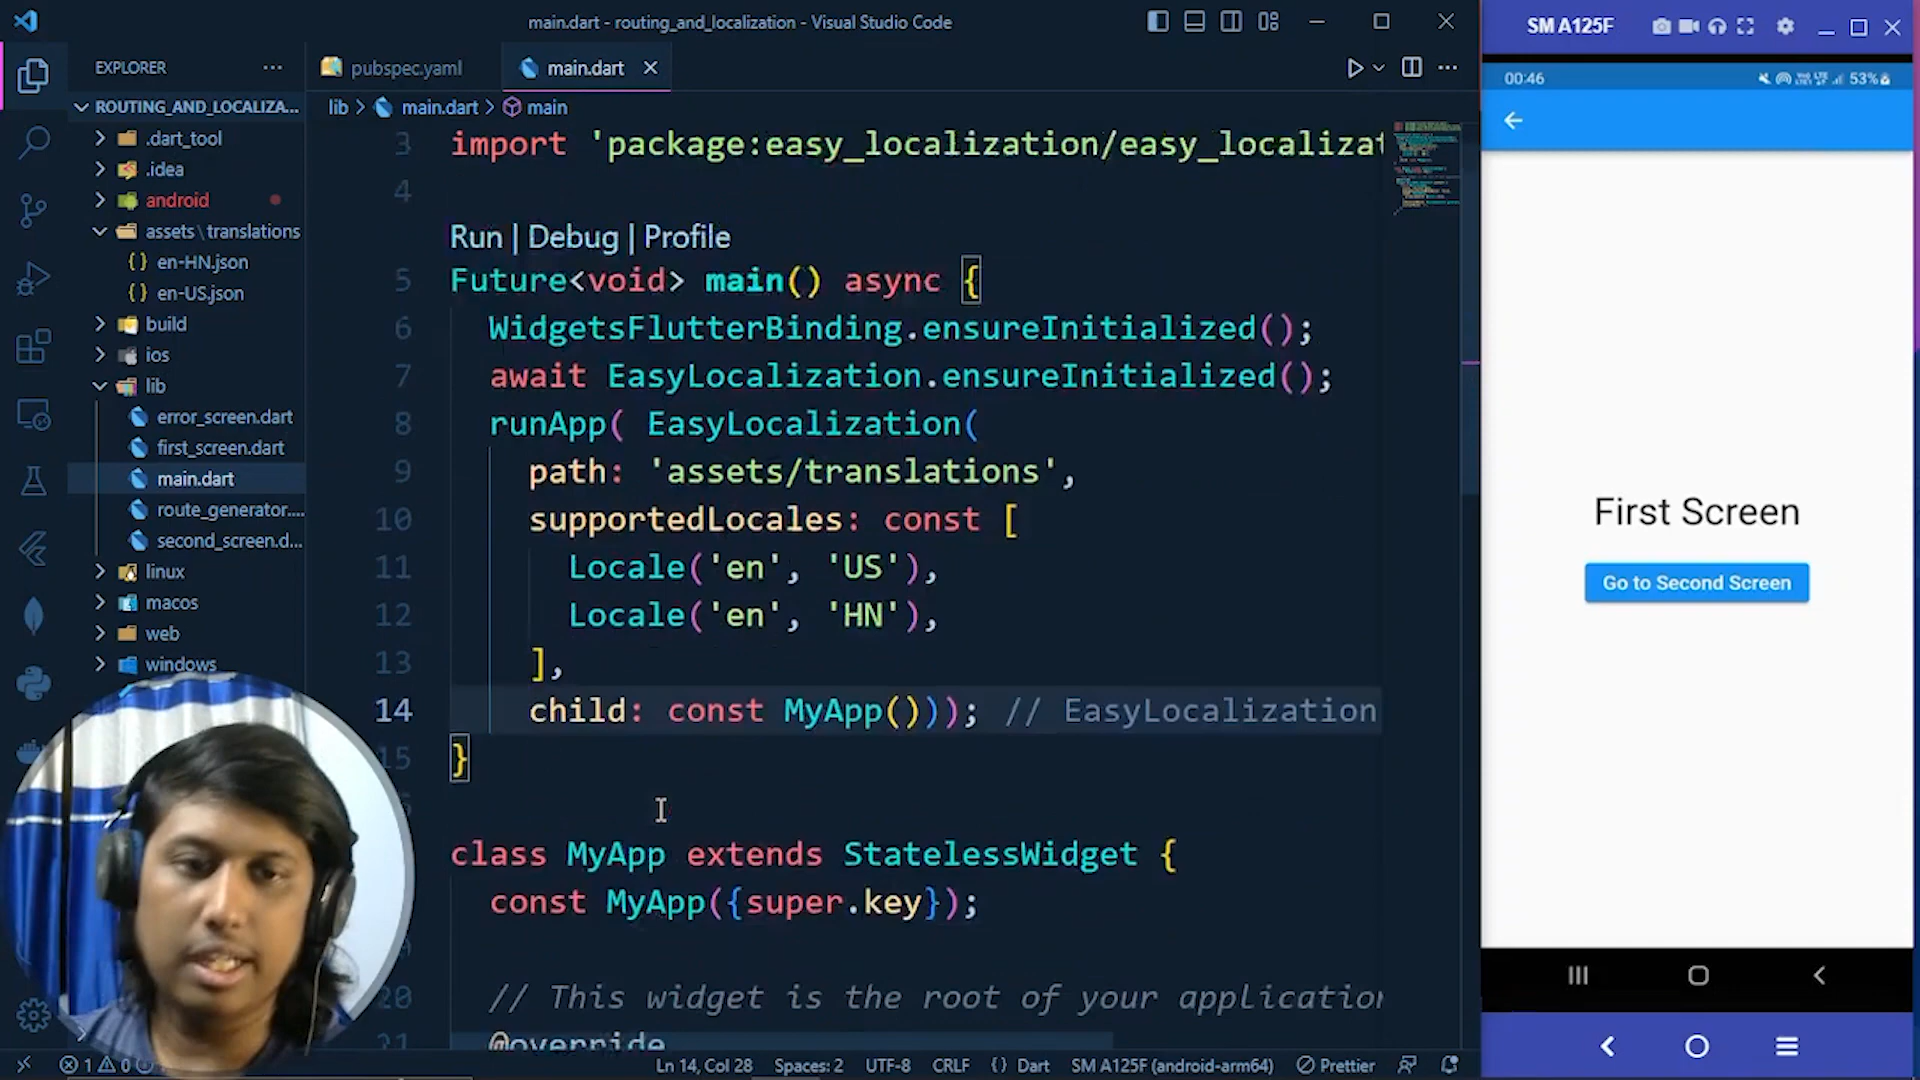 main.dart - routing_and_localization - Visual Studio Code
EXPLORER
ROUTING_AND_LOCALIZA...
.dart_tool
.idea
android
assets\translations
{} en-HN.json
{} en-US.json
build
ios
lib
error_screen.dart
first_screen.dart
main.dart
route_generator....
second_screen.d...
linux
macos
web
windows
pubspec.yaml
main.dart
lib > main.dart > main
3 import 'package:easy_localization/easy_localizat
4
Run | Debug | Profile
5 Future<void> main() async {
6 WidgetsFlutterBinding.ensureInitialized();
7 await EasyLocalization.ensureInitialized();
8 runApp( EasyLocalization(
9 path: 'assets/translations',
10 supportedLocales: const [
11 Locale('en', 'US'),
12 Locale('en', 'HN'),
13 ],
14 child: const MyApp())); // EasyLocalization
15 }
class MyApp extends StatelessWidget {
const MyApp({super.key});
20 // This widget is the root of your application
21 @override
1 0
Ln 14, Col 28
Spaces: 2
UTF-8
CRLF
{} Dart
SM A125F (android-arm64)
Prettier
SM A125F
00:46
53%
First Screen
Go to Second Screen